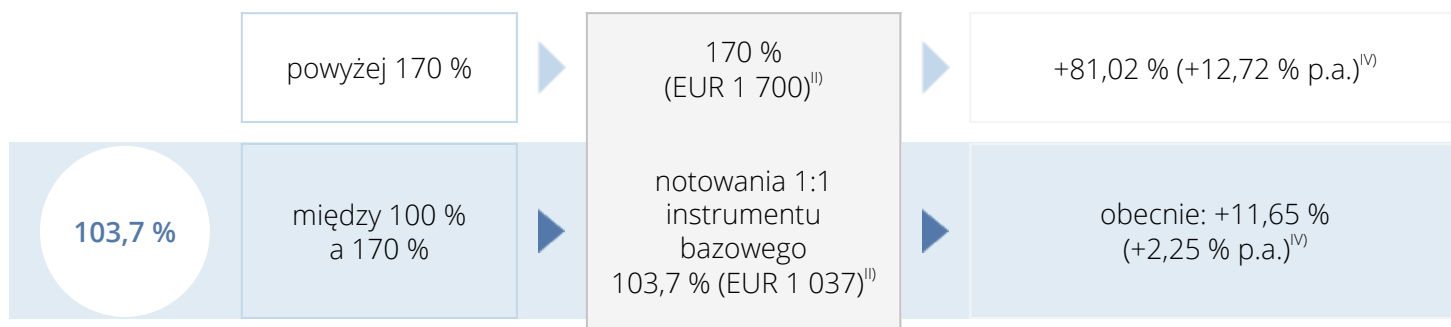 powyżej 170 %
170 %
(EUR 1 700)II)
+81,02 % (+12,72 % p.a.)IV)
103,7 %
między 100 %
a 170 %
notowania 1:1
instrumentu
bazowego
103,7 % (EUR 1 037)II)
obecnie: +11,65 %
(+2,25 % p.a.)IV)